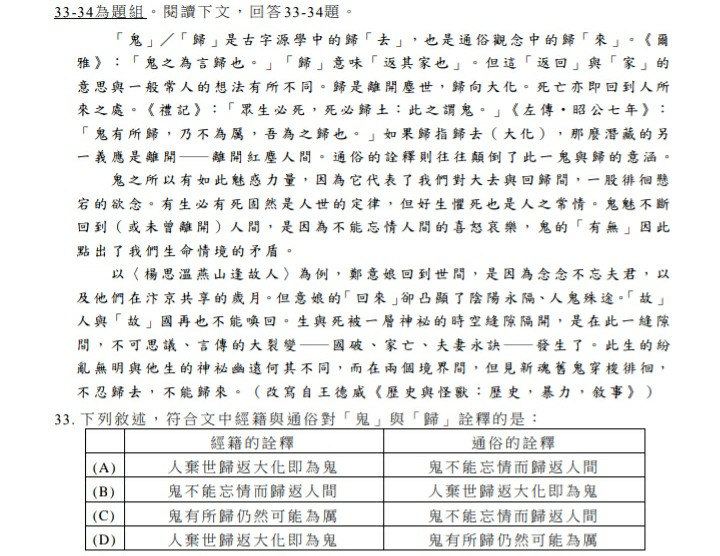 33-34為題組。閱讀下文，回答33-34題。
「鬼」／「歸」是古字源學中的歸「去」，也是通俗觀念中的歸「來」。《爾
雅》：「鬼之為言歸也。」「歸」意味「返其家也」。但這「返回」與「家」的
意思與一般常人的想法有所不同。歸是離開塵世，歸向大化。死亡亦即回到人所
來之處。《禮記》：「眾生必死，死必歸土：此之謂鬼。」《左傳‧昭公七年》：
「鬼有所歸，乃不為厲，吾為之歸也。」如果歸指歸去（大化），那麼潛藏的另
一義應是離開──離開紅塵人間。通俗的詮釋則往往顛倒了此一鬼與歸的意涵。
鬼之所以有如此魅惑力量，因為它代表了我們對大去與回歸間，一股徘徊懸
宕的欲念。有生必有死固然是人世的定律，但好生懼死也是人之常情。鬼魅不斷
回到（或未曾離開）人間，是因為不能忘情人間的喜怒哀樂，鬼的「有無」因此
點出了我們生命情境的矛盾。
以〈楊思溫燕山逢故人〉為例，鄭意娘回到世間，是因為念念不忘夫君，以
及他們在汴京共享的歲月。但意娘的「回來」卻凸顯了陰陽永隔、人鬼殊途。「故」
人與「故」國再也不能喚回。生與死被一層神祕的時空縫隙隔開，是在此一縫隙
間，不可思議、言傳的大裂變──國破、家亡、夫妻永訣──發生了。此生的紛
亂無明與他生的神祕幽遠何其不同，而在兩個境界間，但見新魂舊鬼穿梭徘徊，
不忍歸去，不能歸來。（改寫自王德威《歷史與怪獸：歷史，暴力，敘事》）
33. 下列敘述，符合文中經籍與通俗對「鬼」與「歸」詮釋的是：
經籍的詮釋 通俗的詮釋
(A) 人棄世歸返大化即為鬼 鬼不能忘情而歸返人間
(B) 鬼不能忘情而歸返人間 人棄世歸返大化即為鬼
(C) 鬼有所歸仍然可能為厲 鬼不能忘情而歸返人間
(D) 人棄世歸返大化即為鬼 鬼有所歸仍然可能為厲